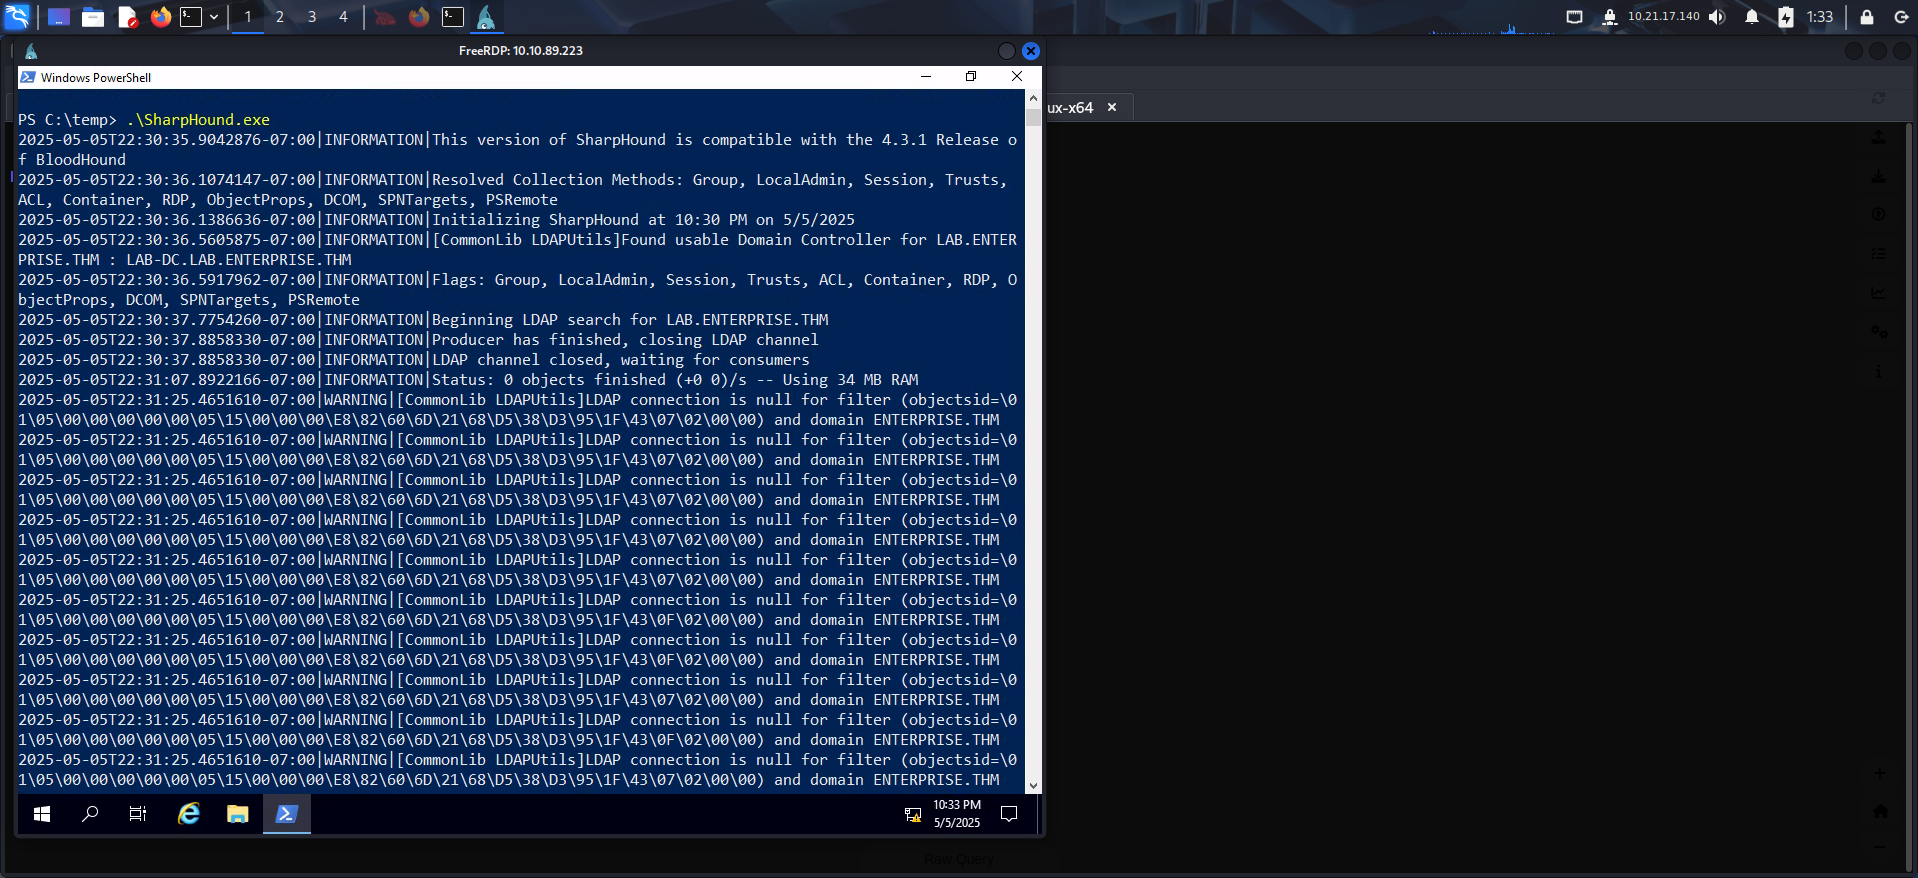 1 2 3 4 10.21.17.140 1:33
FreeRDP: 10.10.89.223
Windows PowerShell
ux-x64
PS C:\temp> .\SharpHound.exe
2025-05-05T22:30:35.9042876-07:00|INFORMATION|This version of SharpHound is compatible with the 4.3.1 Release o
f BloodHound
2025-05-05T22:30:36.1074147-07:00|INFORMATION|Resolved Collection Methods: Group, LocalAdmin, Session, Trusts,
ACL, Container, RDP, ObjectProps, DCOM, SPNTargets, PSRemote
2025-05-05T22:30:36.1386636-07:00|INFORMATION|Initializing SharpHound at 10:30 PM on 5/5/2025
2025-05-05T22:30:36.5605875-07:00|INFORMATION|[CommonLib LDAPUtils]Found usable Domain Controller for LAB.ENTER
PRISE.THM : LAB-DC.LAB.ENTERPRISE.THM
2025-05-05T22:30:36.5917962-07:00|INFORMATION|Flags: Group, LocalAdmin, Session, Trusts, ACL, Container, RDP, O
bjectProps, DCOM, SPNTargets, PSRemote
2025-05-05T22:30:37.7754260-07:00|INFORMATION|Beginning LDAP search for LAB.ENTERPRISE.THM
2025-05-05T22:30:37.8858330-07:00|INFORMATION|Producer has finished, closing LDAP channel
2025-05-05T22:30:37.8858330-07:00|INFORMATION|LDAP channel closed, waiting for consumers
2025-05-05T22:31:07.8922166-07:00|INFORMATION|Status: 0 objects finished (+0 0)/s -- Using 34 MB RAM
2025-05-05T22:31:25.4651610-07:00|WARNING|[CommonLib LDAPUtils]LDAP connection is null for filter (objectsid=\0
1\05\00\00\00\00\00\05\15\00\00\00\E8\82\60\6D\21\68\D5\38\D3\95\1F\43\07\02\00\00) and domain ENTERPRISE.THM
2025-05-05T22:31:25.4651610-07:00|WARNING|[CommonLib LDAPUtils]LDAP connection is null for filter (objectsid=\0
1\05\00\00\00\00\00\05\15\00\00\00\E8\82\60\6D\21\68\D5\38\D3\95\1F\43\07\02\00\00) and domain ENTERPRISE.THM
2025-05-05T22:31:25.4651610-07:00|WARNING|[CommonLib LDAPUtils]LDAP connection is null for filter (objectsid=\0
1\05\00\00\00\00\00\05\15\00\00\00\E8\82\60\6D\21\68\D5\38\D3\95\1F\43\07\02\00\00) and domain ENTERPRISE.THM
2025-05-05T22:31:25.4651610-07:00|WARNING|[CommonLib LDAPUtils]LDAP connection is null for filter (objectsid=\0
1\05\00\00\00\00\00\05\15\00\00\00\E8\82\60\6D\21\68\D5\38\D3\95\1F\43\07\02\00\00) and domain ENTERPRISE.THM
2025-05-05T22:31:25.4651610-07:00|WARNING|[CommonLib LDAPUtils]LDAP connection is null for filter (objectsid=\0
1\05\00\00\00\00\00\05\15\00\00\00\E8\82\60\6D\21\68\D5\38\D3\95\1F\43\07\02\00\00) and domain ENTERPRISE.THM
2025-05-05T22:31:25.4651610-07:00|WARNING|[CommonLib LDAPUtils]LDAP connection is null for filter (objectsid=\0
1\05\00\00\00\00\00\05\15\00\00\00\E8\82\60\6D\21\68\D5\38\D3\95\1F\43\0F\02\00\00) and domain ENTERPRISE.THM
2025-05-05T22:31:25.4651610-07:00|WARNING|[CommonLib LDAPUtils]LDAP connection is null for filter (objectsid=\0
1\05\00\00\00\00\00\05\15\00\00\00\E8\82\60\6D\21\68\D5\38\D3\95\1F\43\0F\02\00\00) and domain ENTERPRISE.THM
2025-05-05T22:31:25.4651610-07:00|WARNING|[CommonLib LDAPUtils]LDAP connection is null for filter (objectsid=\0
1\05\00\00\00\00\00\05\15\00\00\00\E8\82\60\6D\21\68\D5\38\D3\95\1F\43\07\02\00\00) and domain ENTERPRISE.THM
2025-05-05T22:31:25.4651610-07:00|WARNING|[CommonLib LDAPUtils]LDAP connection is null for filter (objectsid=\0
1\05\00\00\00\00\00\05\15\00\00\00\E8\82\60\6D\21\68\D5\38\D3\95\1F\43\0F\02\00\00) and domain ENTERPRISE.THM
2025-05-05T22:31:25.4651610-07:00|WARNING|[CommonLib LDAPUtils]LDAP connection is null for filter (objectsid=\0
1\05\00\00\00\00\00\05\15\00\00\00\E8\82\60\6D\21\68\D5\38\D3\95\1F\43\07\02\00\00) and domain ENTERPRISE.THM
10:33 PM
5/5/2025
Raw Query